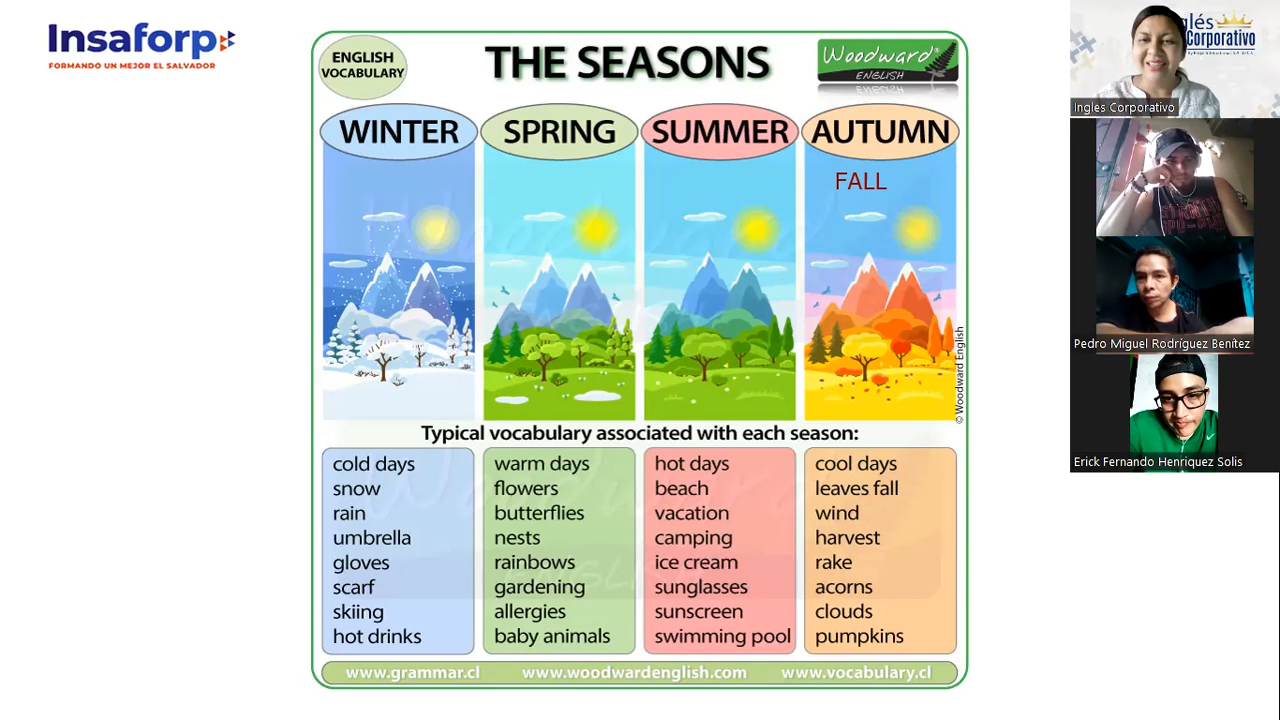 Insaforp
FORMANDO UN MEJOR EL SALVADOR
ENGLISH
VOCABULARY
THE SEASONS
Woodward®
ENGLISH
WINTER
SPRING
SUMMER
AUTUMN
FALL
© Woodward English
Typical vocabulary associated with each season:
cold days
snow
rain
umbrella
gloves
scarf
skiing
hot drinks
warm days
flowers
butterflies
nests
rainbows
gardening
allergies
baby animals
hot days
beach
vacation
camping
ice cream
sunglasses
sunscreen
swimming pool
cool days
leaves fall
wind
harvest
rake
acorns
clouds
pumpkins
www.grammar.cl www.woodwardenglish.com www.vocabulary.cl
glés
Corporativo
Ingles Corporativo
Pedro Miguel Rodríguez Benítez
Erick Fernando Henriquez Solis